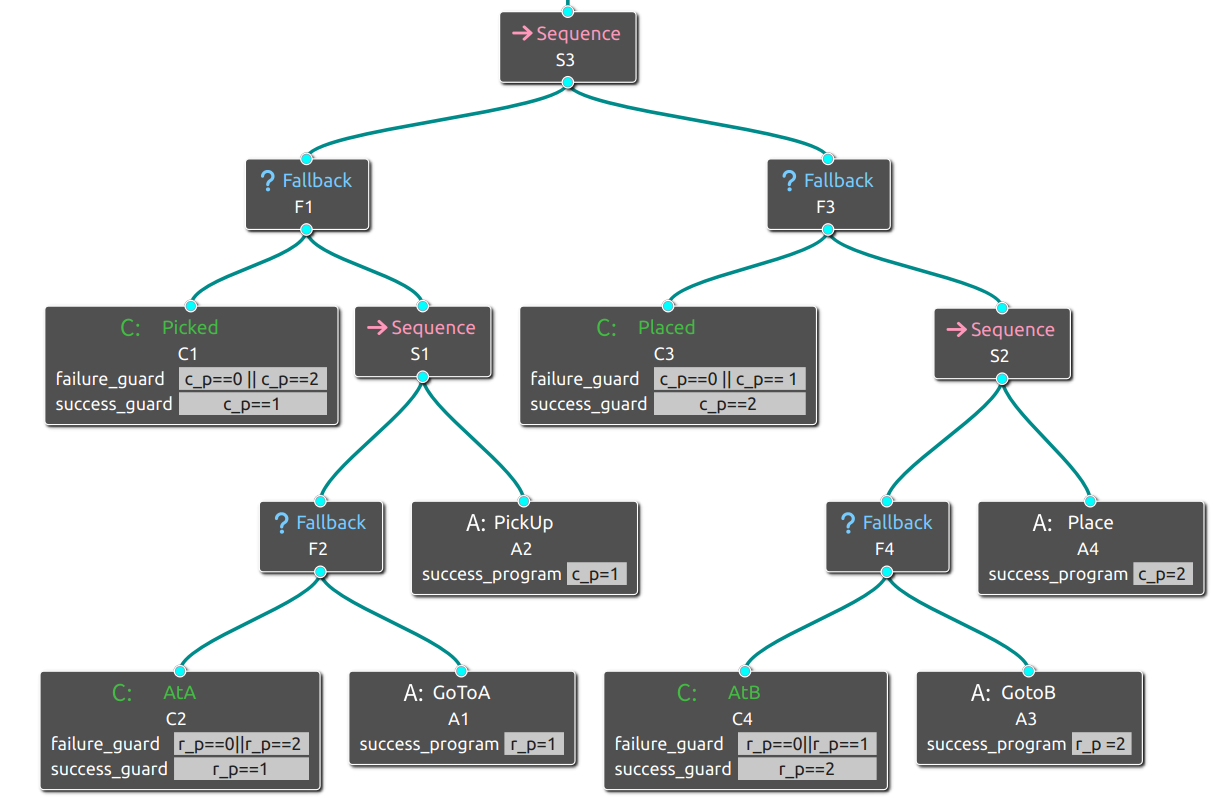 → Sequence
S3
? Fallback
F1
? Fallback
F3
C: Picked
C1
failure_guard c_p==0 || c_p==2
success_guard c_p==1
→ Sequence
S1
C: Placed
C3
failure_guard c_p==0 || c_p== 1
success_guard c_p==2
→ Sequence
S2
? Fallback
F2
A: PickUp
A2
success_program c_p=1
? Fallback
F4
A: Place
A4
success_program c_p=2
C: AtA
C2
failure_guard r_p==0||r_p==2
success_guard r_p==1
A: GoToA
A1
success_program r_p=1
C: AtB
C4
failure_guard r_p==0||r_p==1
success_guard r_p==2
A: GotoB
A3
success_program r_p =2